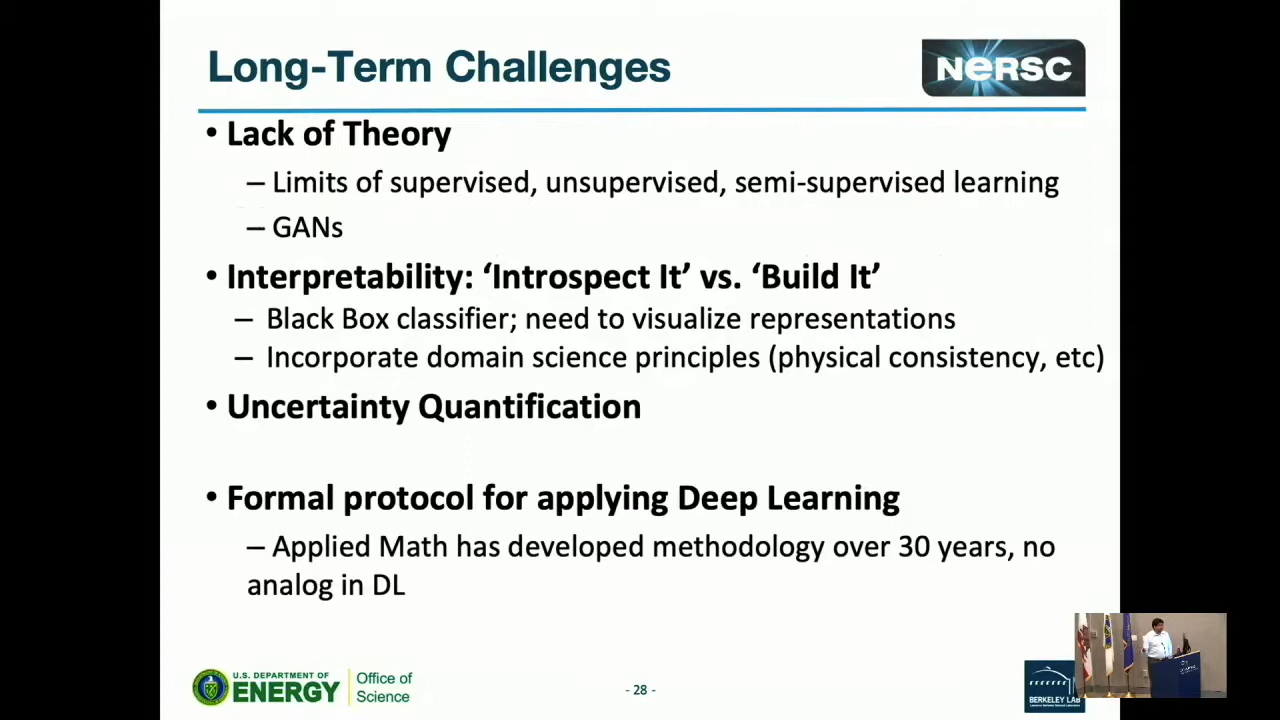 Long-Term Challenges
NERSC
• Lack of Theory
– Limits of supervised, unsupervised, semi-supervised learning
– GANs
• Interpretability: ‘Introspect It’ vs. ‘Build It’
– Black Box classifier; need to visualize representations
– Incorporate domain science principles (physical consistency, etc)
• Uncertainty Quantification
• Formal protocol for applying Deep Learning
– Applied Math has developed methodology over 30 years, no
analog in DL
U.S. DEPARTMENT OF
ENERGY
Office of
Science
- 28 -
BERKELEY LAB